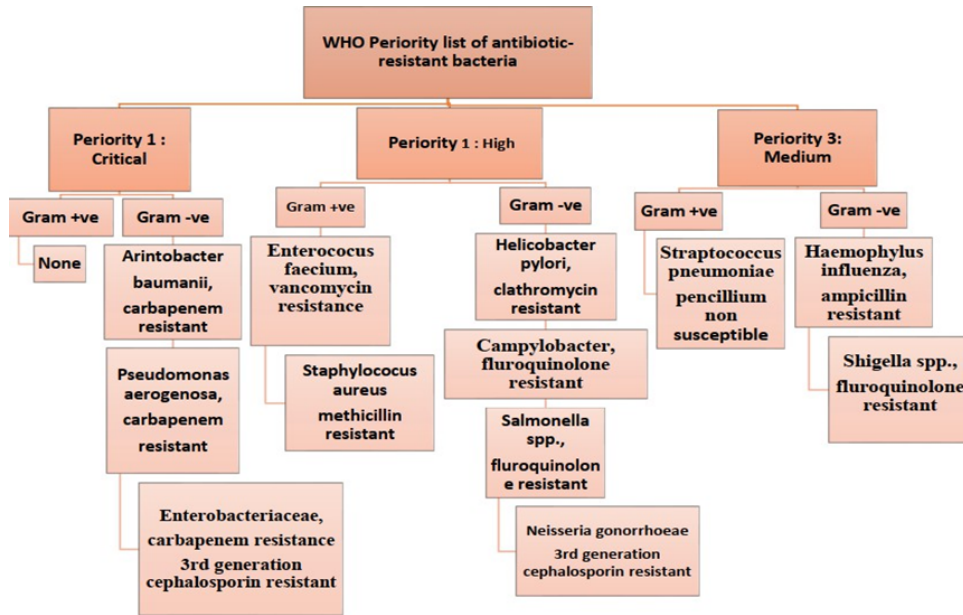 WHO Periority list of antibiotic-
resistant bacteria
Periority 1 :
Critical
Gram +ve
None
Gram -ve
Arintobacter
baumanii,
carbapenem
resistant
Pseudomonas
aerogenosa,
carbapenem
resistant
Enterobacteriaceae,
carbapenem resistance
3rd generation
cephalosporin resistant
Periority 1 : High
Gram +ve
Enterococus
faecium,
vancomycin
resistance
Staphylococus
aureus
methicillin
resistant
Gram -ve
Helicobacter
pylori,
clathromycin
resistant
Campylobacter,
fluroquinolone
resistant
Salmonella
spp.,
fluroquinolon
e resistant
Neisseria gonorrhoeae
3rd generation
cephalosporin resistant
Periority 3:
Medium
Gram +ve
Straptococcus
pneumoniae
pencillium
non
susceptible
Gram -ve
Haemophylus
influenza,
ampicillin
resistant
Shigella spp.,
fluroquinolone
resistant